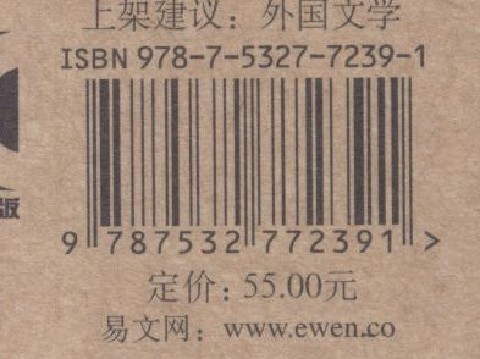 上架建议：外国文学
ISBN 978-7-5327-7239-1
版
9 787532 772391 >
定价：55.00元
易文网：www.ewen.co